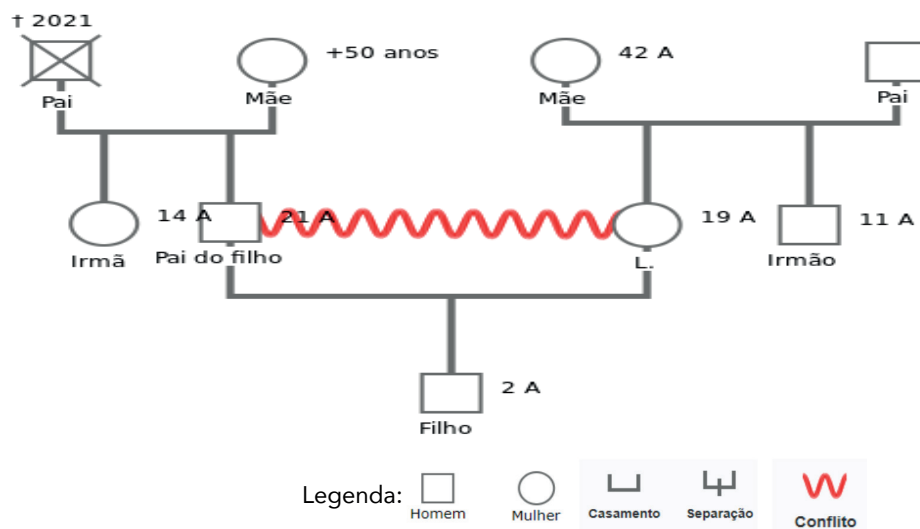 † 2021
+50 anos
42 A
Pai
Mãe
Mãe
Pai
14 A
21 A
19 A
11 A
Irmã
Pai do filho
L.
Irmão
2 A
Filho
Legenda:
Homem
Mulher
Casamento
Separação
Conflito